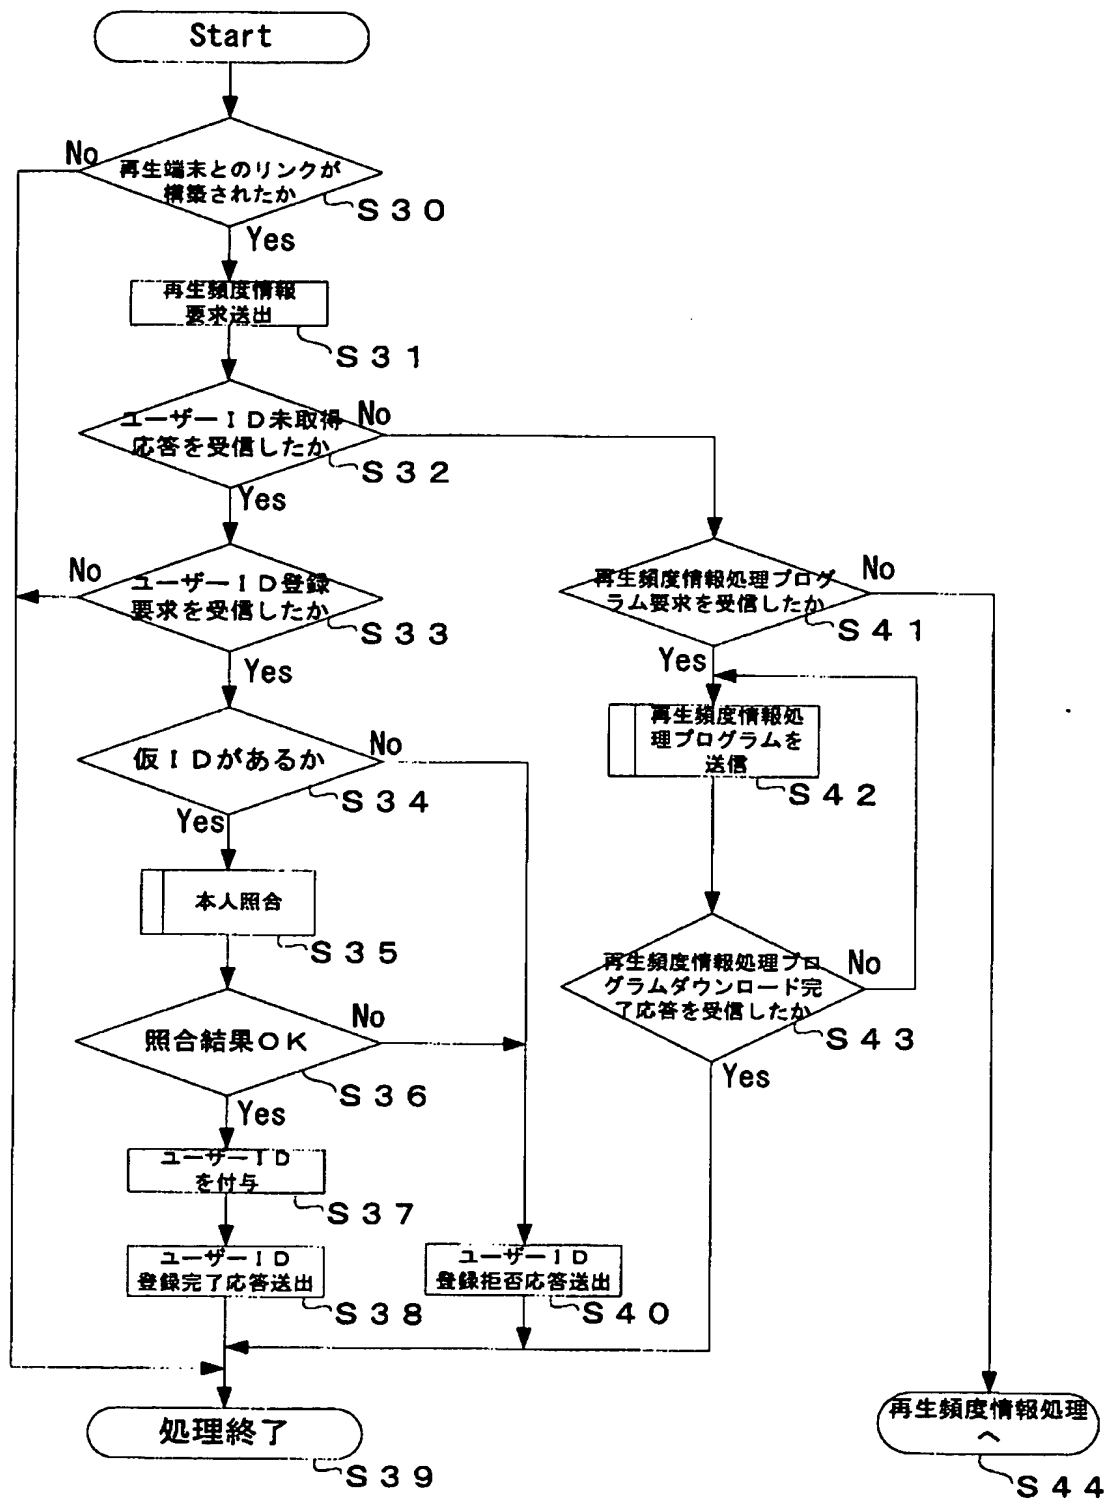 Start
No
再生端末とのリンクが
構築されたか
S30
Yes
再生頻度情報
要求送出
S31
ユーザーID未取得
応答を受信したか
No
S32
Yes
No
ユーザーID登録
要求を受信したか
S33
Yes
仮IDがあるか
No
S34
Yes
本人照合
S35
照合結果OK
No
S36
Yes
ユーザーID
を付与
S37
ユーザーID
登録完了応答送出
S38
ユーザーID
登録拒否応答送出
S40
再生頻度情報処理プログ
ラム要求を受信したか
No
S41
Yes
再生頻度情報処
理プログラムを
送信
S42
再生頻度情報処理プロ
グラムダウンロード完
了応答を受信したか
No
S43
Yes
処理終了
S39
再生頻度情報処理
へ
S44